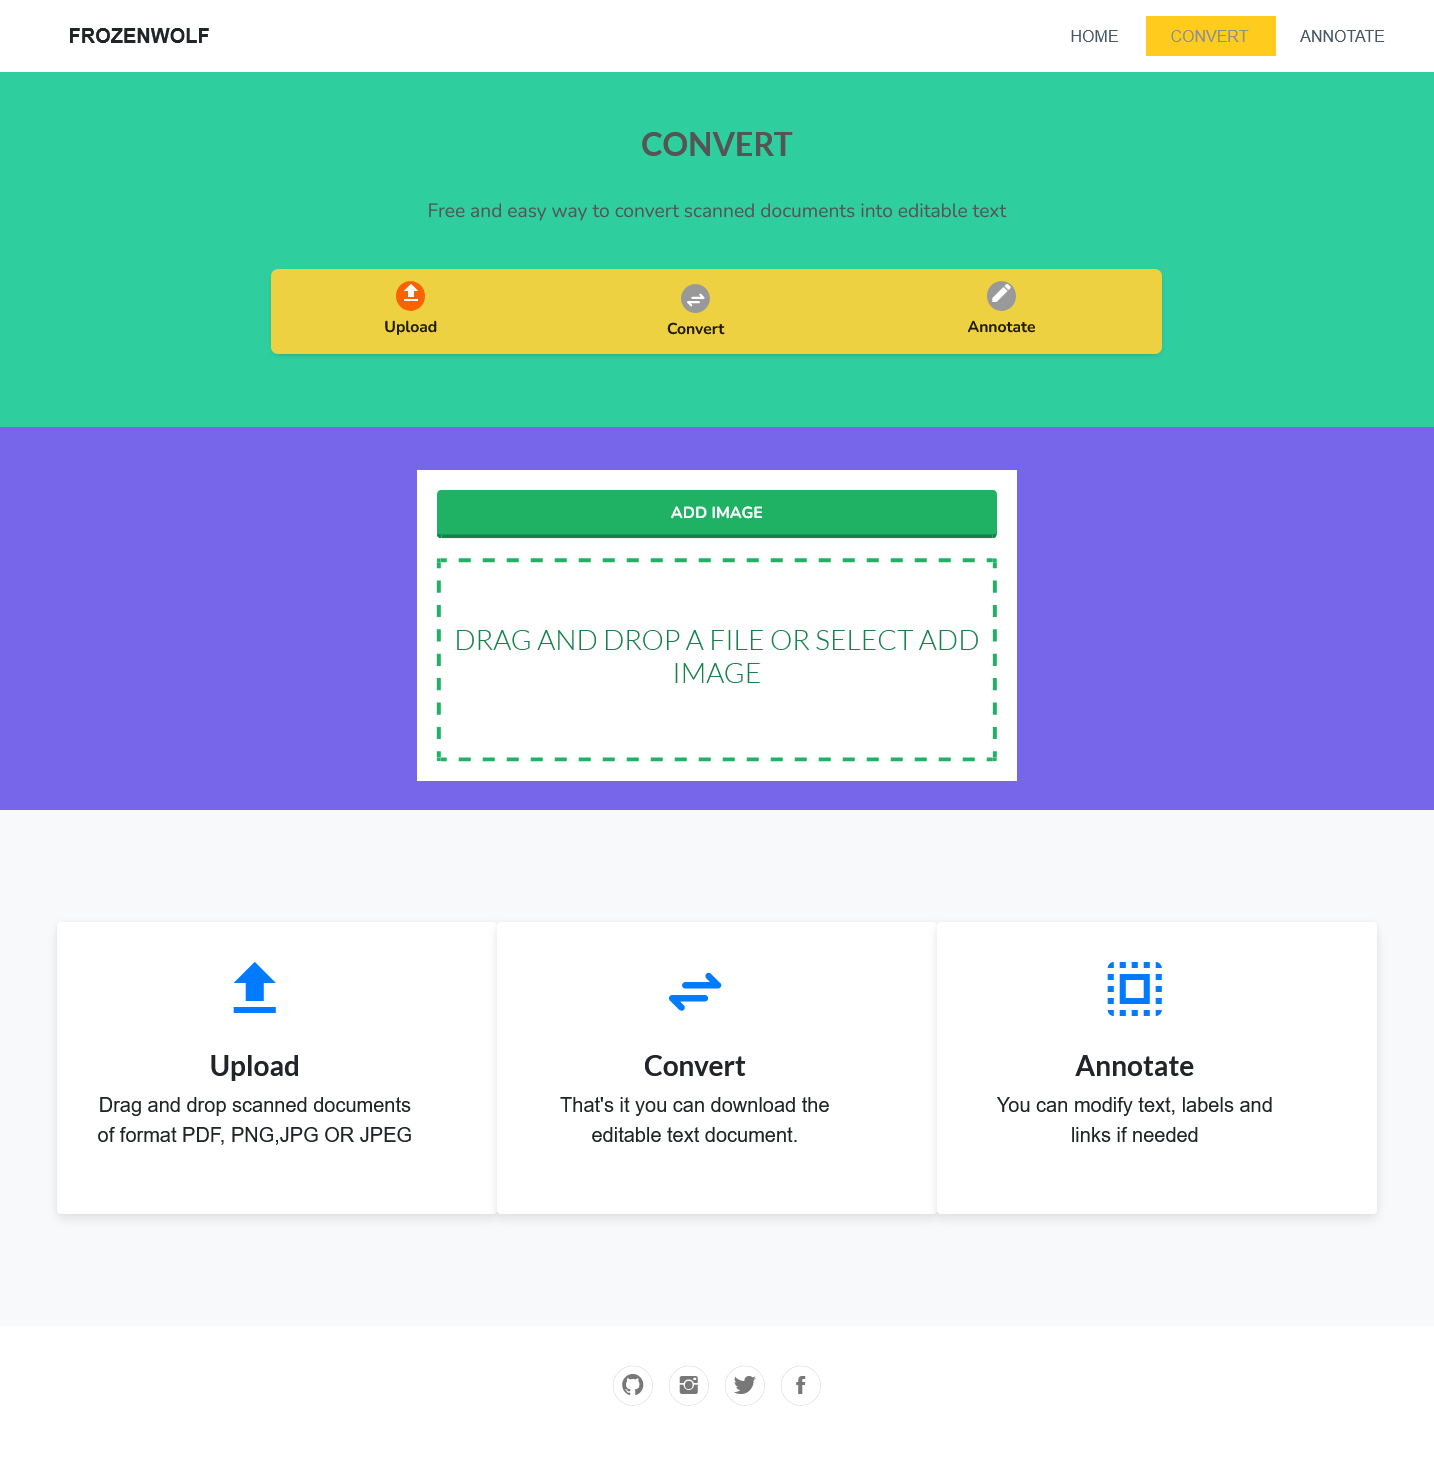 FROZENWOLF
HOME
CONVERT
ANNOTATE
CONVERT
Free and easy way to convert scanned documents into editable text
Upload
Convert
Annotate
ADD IMAGE
DRAG AND DROP A FILE OR SELECT ADD
IMAGE
Upload
Drag and drop scanned documents
of format PDF, PNG,JPG OR JPEG
Convert
That's it you can download the
editable text document.
Annotate
You can modify text, labels and
links if needed